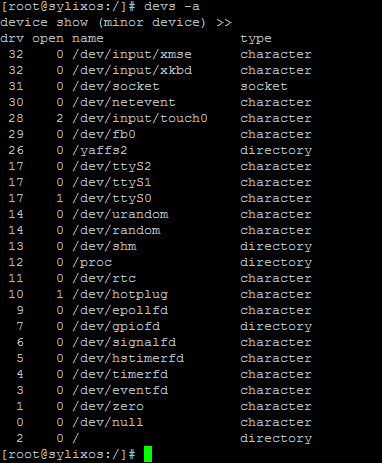 [root@sylixos:/]# devs -a
device show (minor device) >>
drv open name                 type
 32    0 /dev/input/xmse      character
 32    0 /dev/input/xkbd      character
 31    0 /dev/socket          socket
 30    0 /dev/netevent        character
 28    2 /dev/input/touch0    character
 29    0 /dev/fb0             character
 26    0 /yaffs2              directory
 17    0 /dev/ttyS2           character
 17    0 /dev/ttyS1           character
 17    1 /dev/ttyS0           character
 14    0 /dev/urandom         character
 14    0 /dev/random          character
 13    0 /dev/shm             directory
 12    0 /proc                directory
 11    0 /dev/rtc             character
 10    1 /dev/hotplug         character
  9    0 /dev/epollfd         character
  7    0 /dev/gpiofd          directory
  6    0 /dev/signalfd        character
  5    0 /dev/hstimerfd       character
  4    0 /dev/timerfd         character
  3    0 /dev/eventfd         character
  1    0 /dev/zero            character
  0    0 /dev/null            character
  2    0 /                    directory
[root@sylixos:/]#